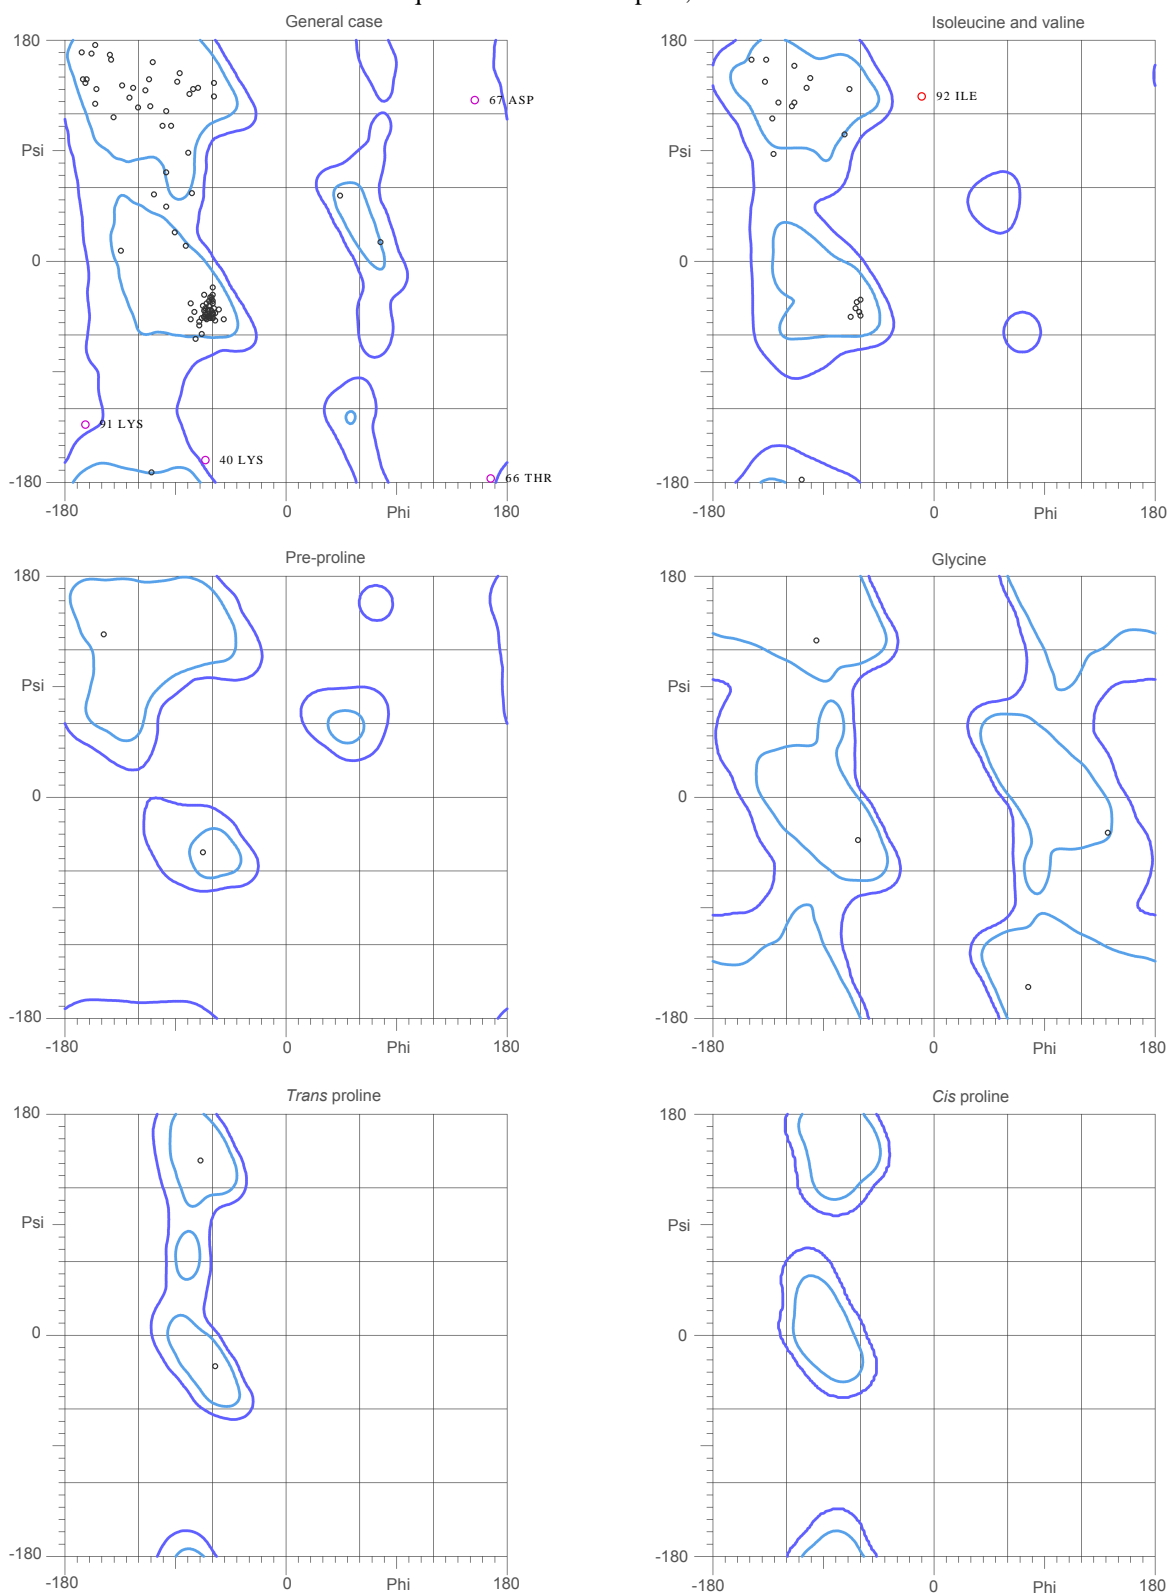 General case
Isoleucine and valine
180
Psi
0
-180
-180
0
Phi
180
67 ASP
91 LYS
40 LYS
66 THR
180
Psi
0
-180
-180
0
Phi
180
92 ILE
Pre-proline
Glycine
180
Psi
0
-180
-180
0
Phi
180
180
Psi
0
-180
-180
0
Phi
180
Trans proline
Cis proline
180
Psi
0
-180
-180
0
Phi
180
180
Psi
0
-180
-180
0
Phi
180